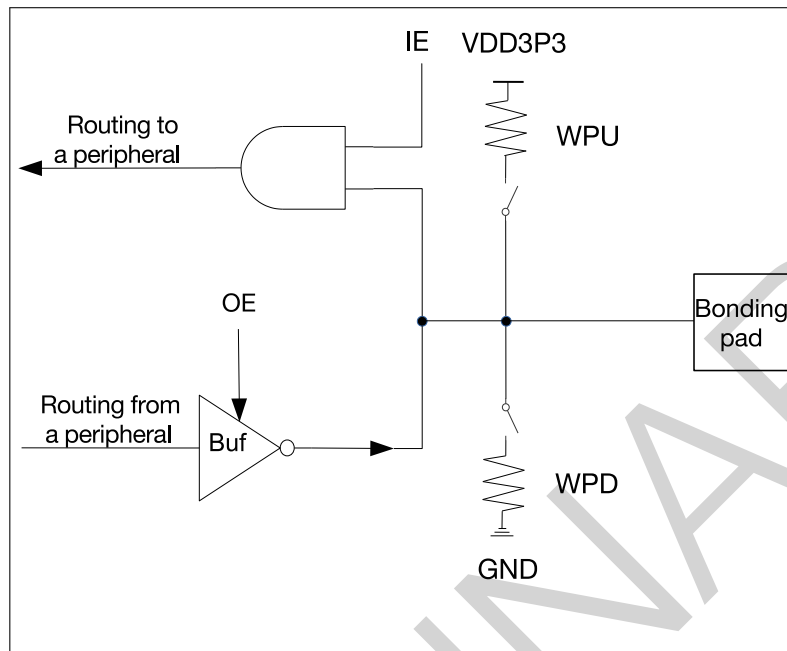 IE
VDD3P3
Routing to
a peripheral
WPU
OE
Bonding
pad
Routing from
a peripheral
Buf
WPD
GND